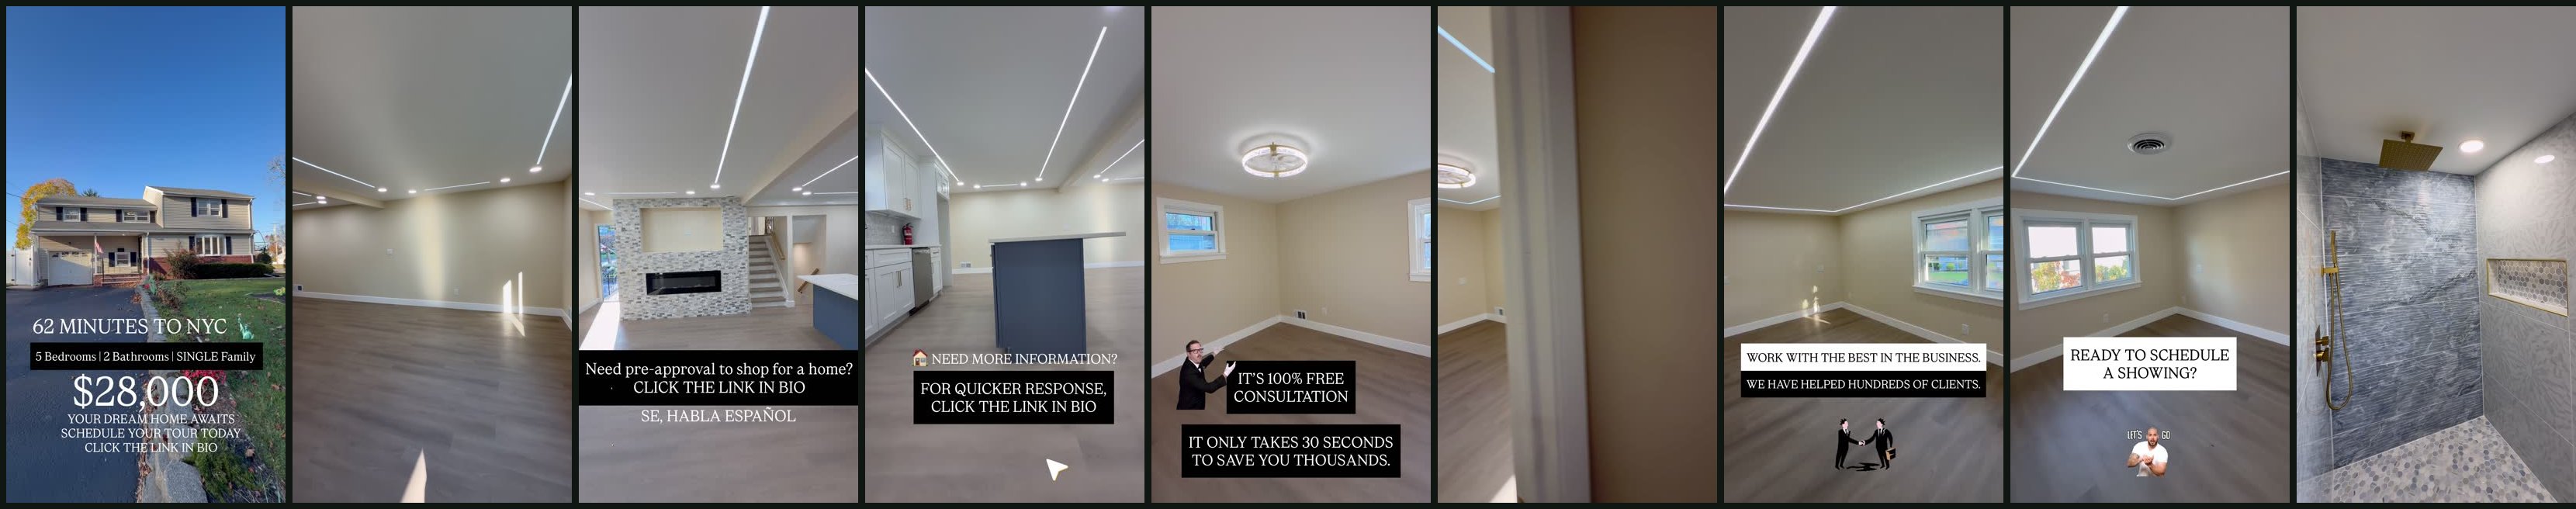 62 MINUTES TO NYC
5 Bedrooms | 2 Bathrooms | SINGLE Family
$28,000
YOUR DREAM HOME AWAITS
SCHEDULE YOUR TOUR TODAY
CLICK THE LINK IN BIO
Need pre-approval to shop for a home?
CLICK THE LINK IN BIO
SE, HABLA ESPAÑOL
NEED MORE INFORMATION?
FOR QUICKER RESPONSE,
CLICK THE LINK IN BIO
IT'S 100% FREE
CONSULTATION
IT ONLY TAKES 30 SECONDS
TO SAVE YOU THOUSANDS.
WORK WITH THE BEST IN THE BUSINESS.
WE HAVE HELPED HUNDREDS OF CLIENTS.
READY TO SCHEDULE
A SHOWING?
LET'S GO